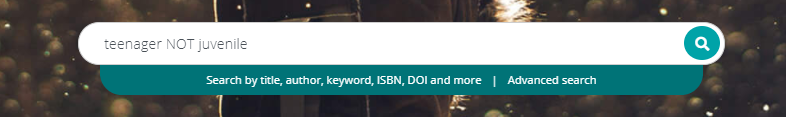 teenager NOT juvenile
Search by title, author, keyword, ISBN, DOI and more | Advanced search